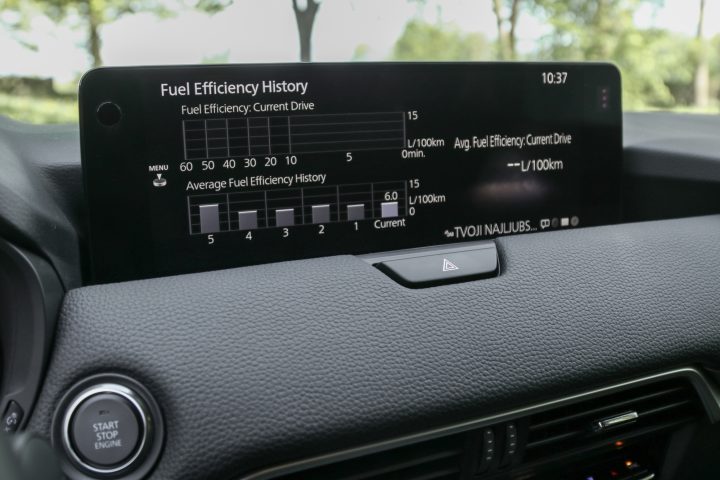 Fuel Efficiency History
10:37
Fuel Efficiency: Current Drive
15
L/100km
60 50 40 30 20 10 5 0min.
Avg. Fuel Efficiency: Current Drive
--L/100km
MENU
Average Fuel Efficiency History
15
6.0
L/100km
0
5 4 3 2 1 Current
TVOJI NAJLJUBS...
START
STOP
ENGINE